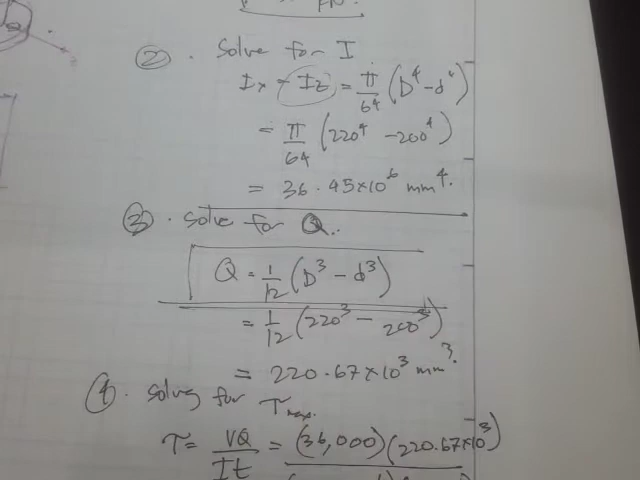 ② . Solve for I
Ix = Iz = π/64 (D⁴ - d⁴)
= π/64 (220⁴ - 200⁴)
= 36.45×10⁶ mm⁴.
③ . Solve for Q.
Q = 1/12 (D³ - d³)
= 1/12 (220³ - 200³)
= 220.67×10³ mm³.
④ . Solving for τmax.
τ = VQ/It = (36,000)(220.67×10³)